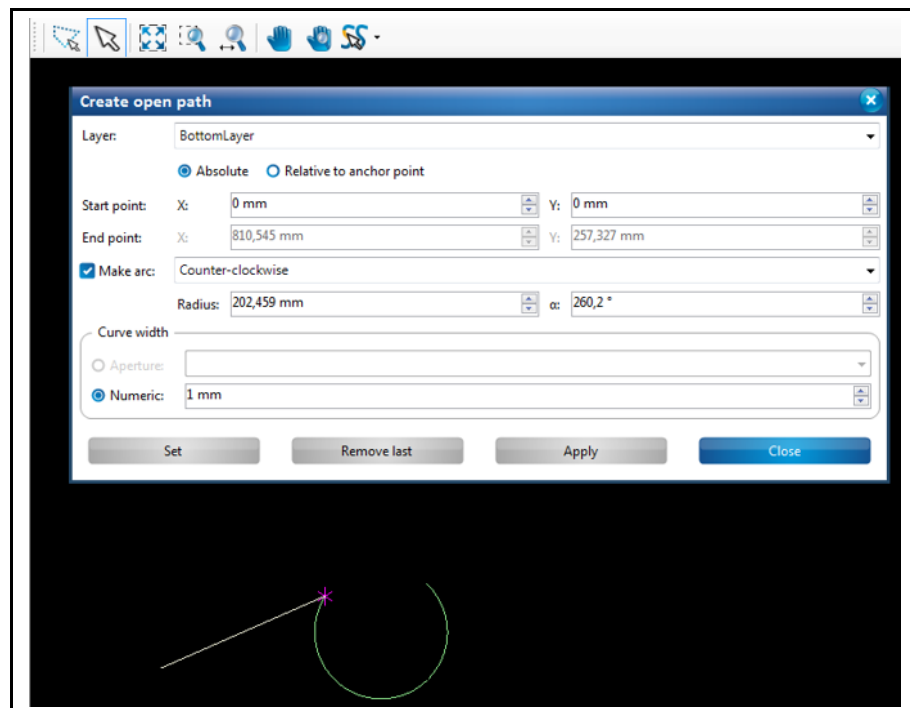 Create open path
Layer: BottomLayer
Absolute Relative to anchor point
Start point: X: 0 mm Y: 0 mm
End point: X: 810,545 mm Y: 257,327 mm
Make arc: Counter-clockwise
Radius: 202,459 mm α: 260,2 °
Curve width
Aperture:
Numeric: 1 mm
Set Remove last Apply Close